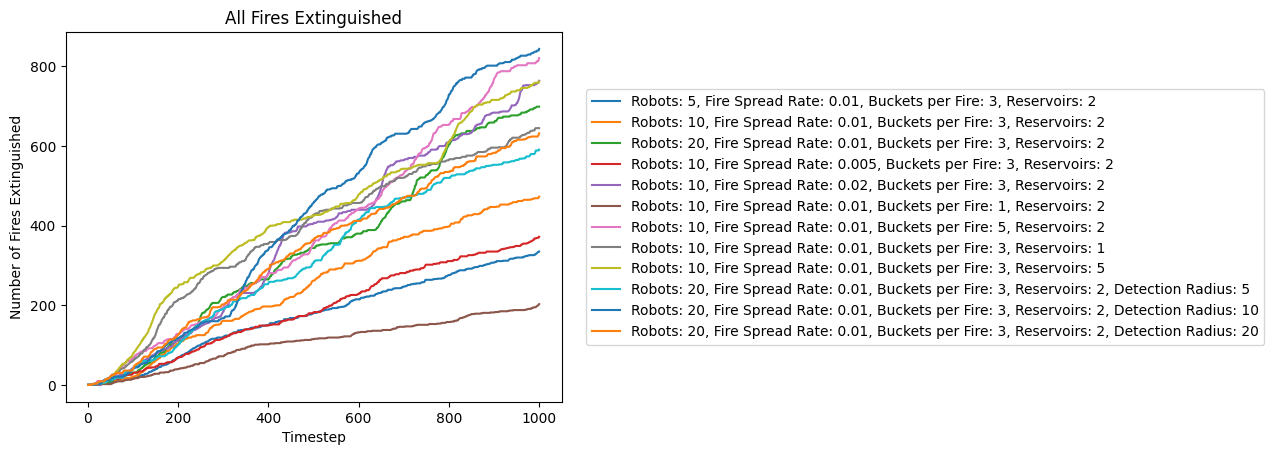 All Fires Extinguished
Number of Fires Extinguished
800
600
400
200
0
0 200 400 600 800 1000
Timestep
Robots: 5, Fire Spread Rate: 0.01, Buckets per Fire: 3, Reservoirs: 2
Robots: 10, Fire Spread Rate: 0.01, Buckets per Fire: 3, Reservoirs: 2
Robots: 20, Fire Spread Rate: 0.01, Buckets per Fire: 3, Reservoirs: 2
Robots: 10, Fire Spread Rate: 0.005, Buckets per Fire: 3, Reservoirs: 2
Robots: 10, Fire Spread Rate: 0.02, Buckets per Fire: 3, Reservoirs: 2
Robots: 10, Fire Spread Rate: 0.01, Buckets per Fire: 1, Reservoirs: 2
Robots: 10, Fire Spread Rate: 0.01, Buckets per Fire: 5, Reservoirs: 2
Robots: 10, Fire Spread Rate: 0.01, Buckets per Fire: 3, Reservoirs: 1
Robots: 10, Fire Spread Rate: 0.01, Buckets per Fire: 3, Reservoirs: 5
Robots: 20, Fire Spread Rate: 0.01, Buckets per Fire: 3, Reservoirs: 2, Detection Radius: 5
Robots: 20, Fire Spread Rate: 0.01, Buckets per Fire: 3, Reservoirs: 2, Detection Radius: 10
Robots: 20, Fire Spread Rate: 0.01, Buckets per Fire: 3, Reservoirs: 2, Detection Radius: 20